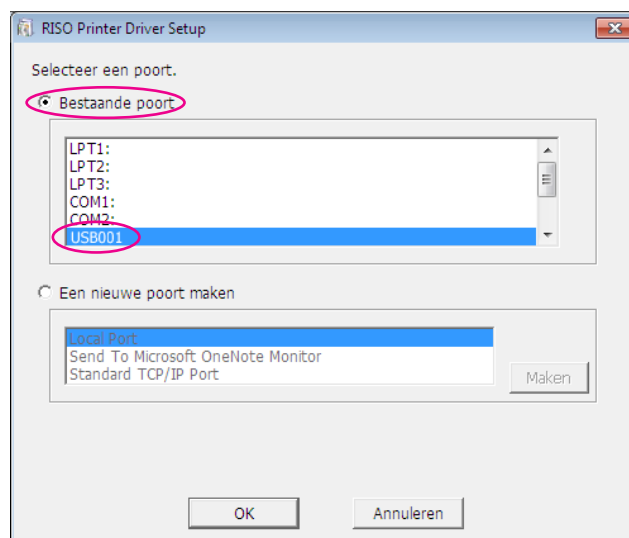 RISO Printer Driver Setup
Selecteer een poort.
Bestaande poort
LPT1:
LPT2:
LPT3:
COM1:
COM2:
USB001
Een nieuwe poort maken
Local Port
Send To Microsoft OneNote Monitor
Standard TCP/IP Port
Maken
OK
Annuleren